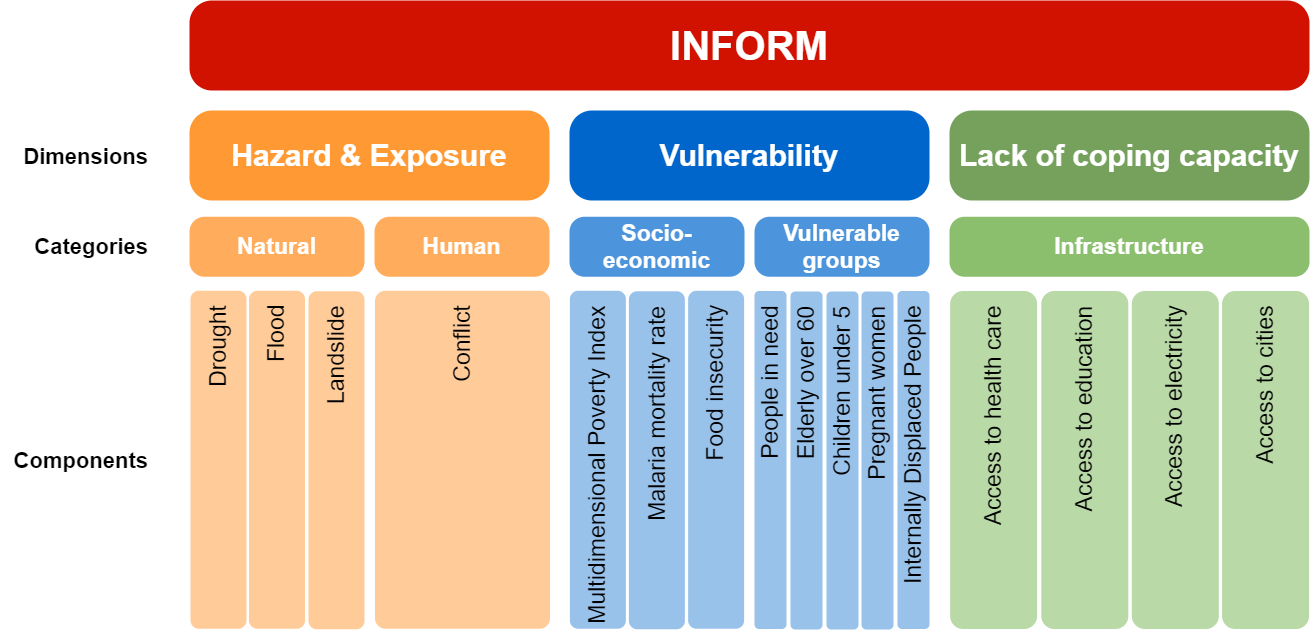 INFORM
Dimensions
Hazard & Exposure
Vulnerability
Lack of coping capacity
Categories
Natural
Human
Socio-
economic
Vulnerable
groups
Infrastructure
Components
Drought
Flood
Landslide
Conflict
Multidimensional Poverty Index
Malaria mortality rate
Food insecurity
People in need
Elderly over 60
Children under 5
Pregnant women
Internally Displaced People
Access to health care
Access to education
Access to electricity
Access to cities